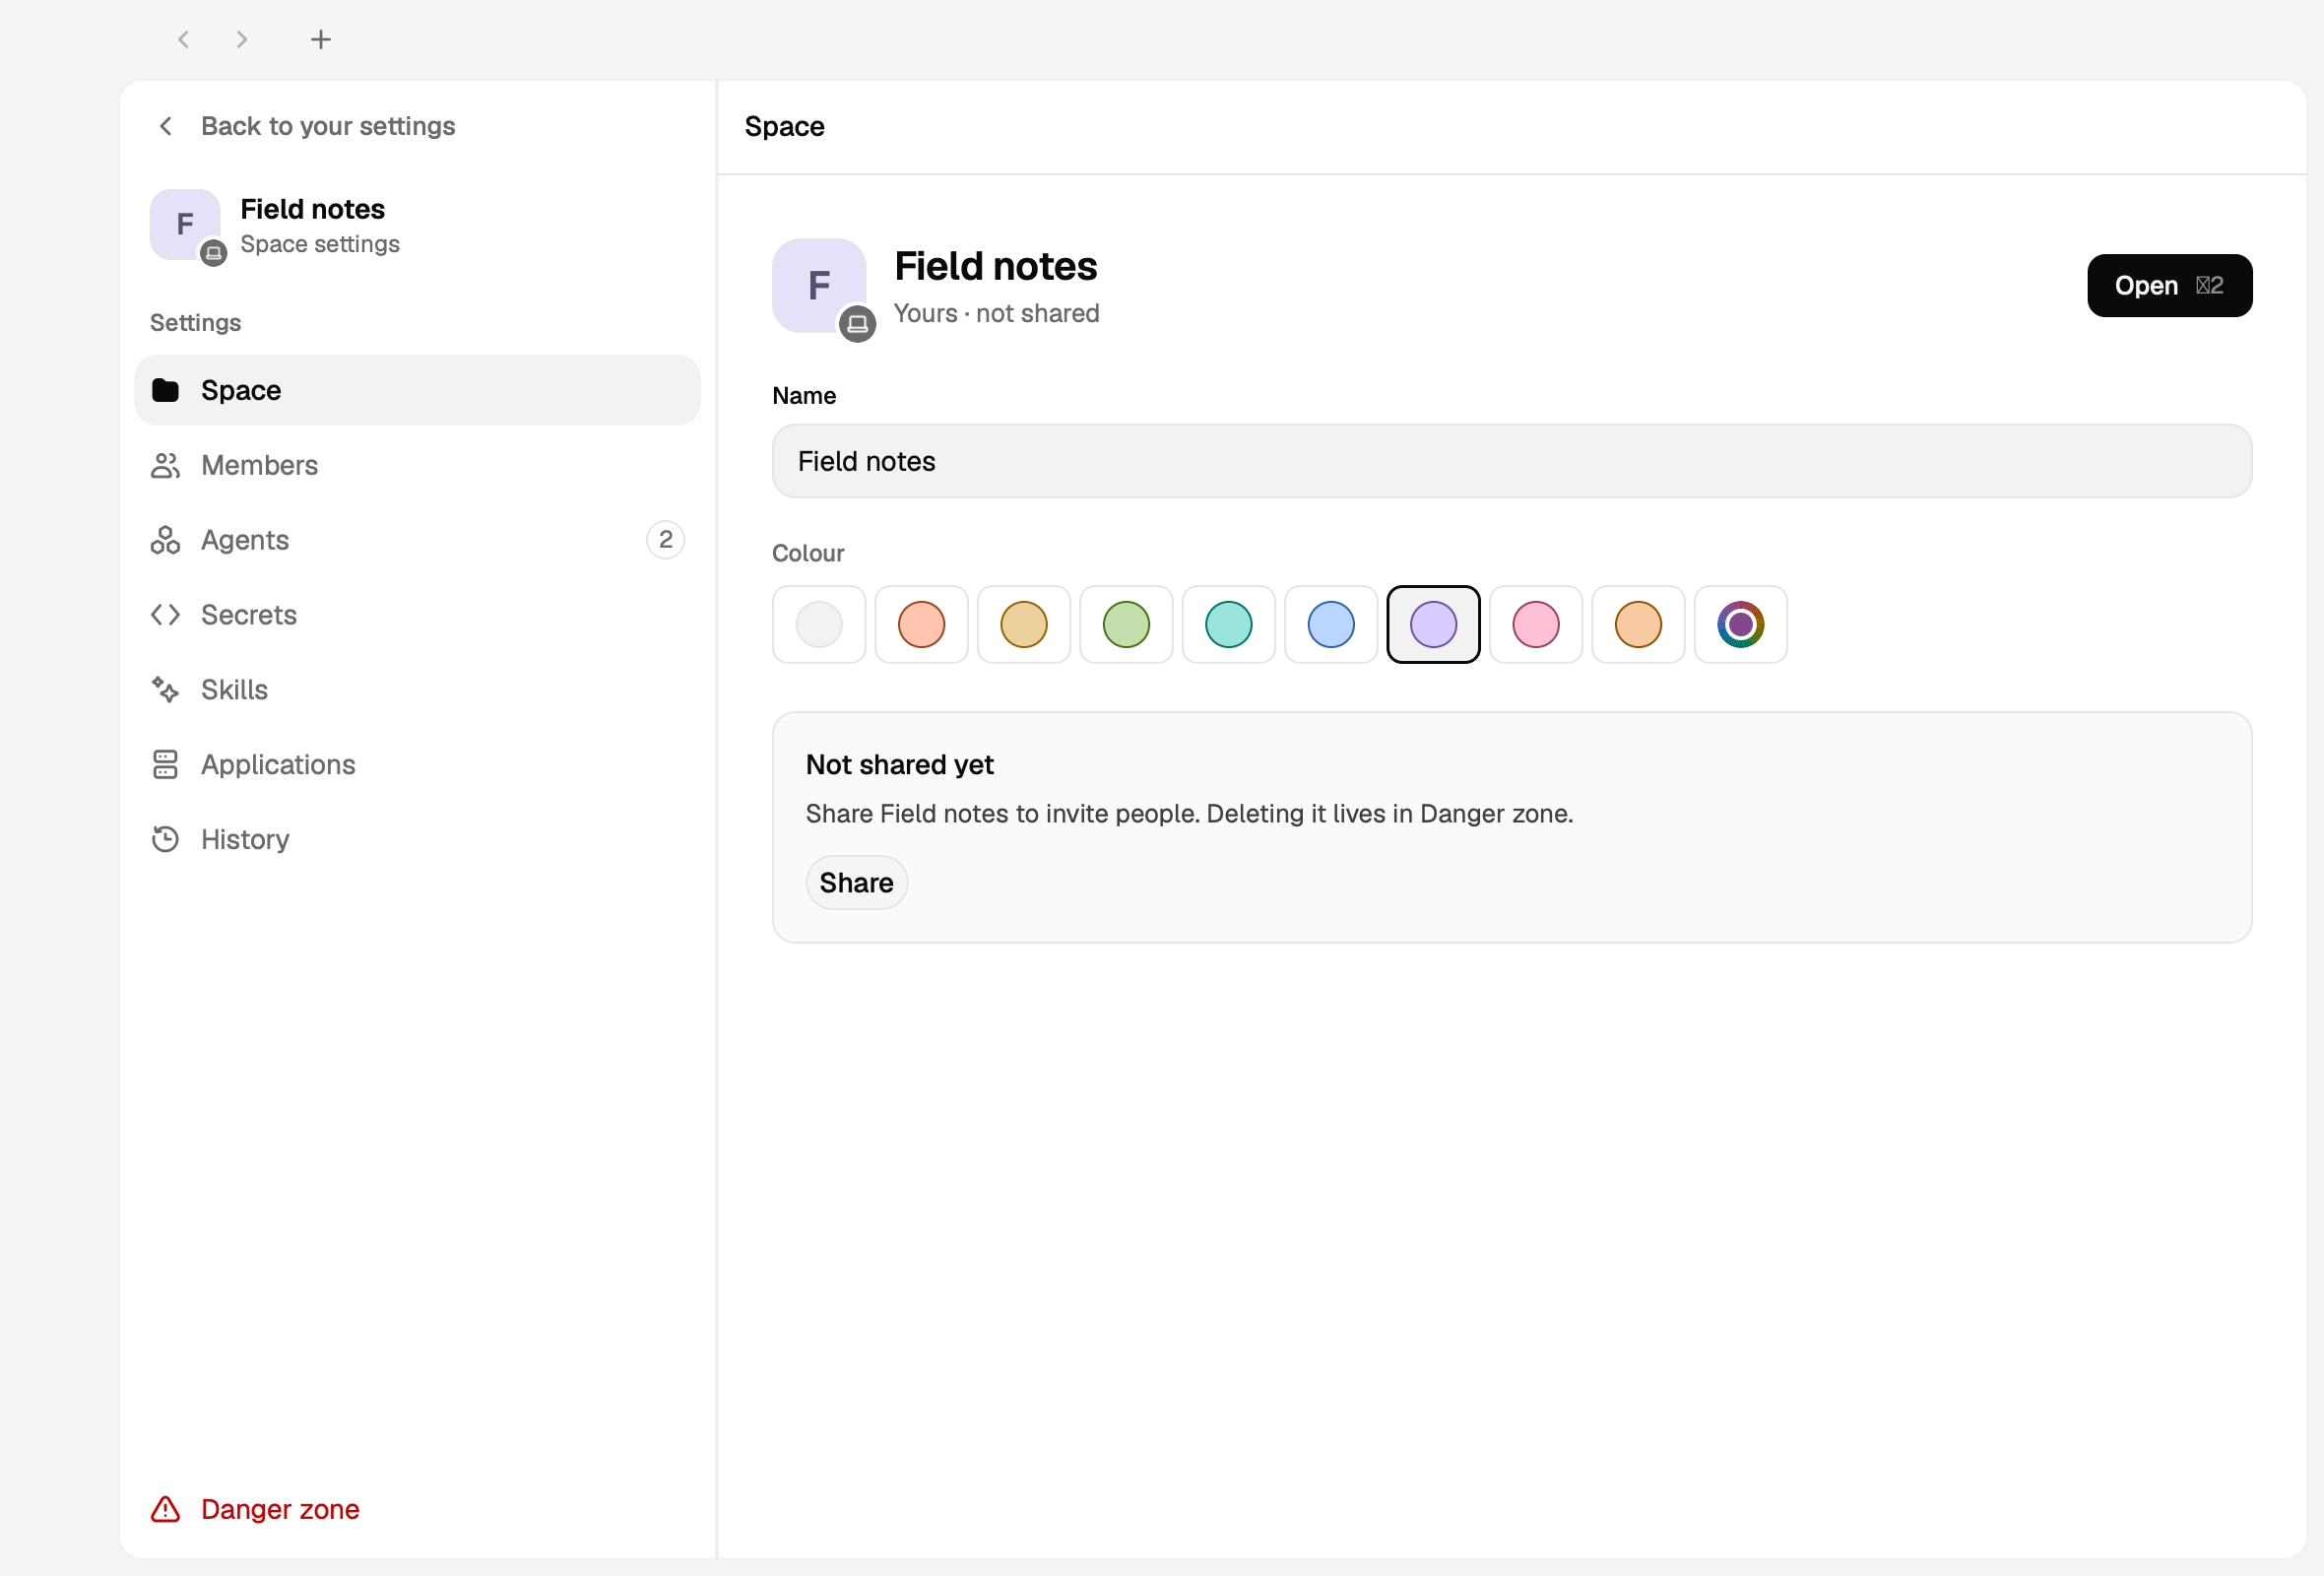 Back to your settings
F
Field notes
Space settings
Settings
Space
Members
Agents
2
Secrets
Skills
Applications
History
Danger zone
Space
F
Field notes
Yours · not shared
Open 2
Name
Field notes
Colour
Not shared yet
Share Field notes to invite people. Deleting it lives in Danger zone.
Share